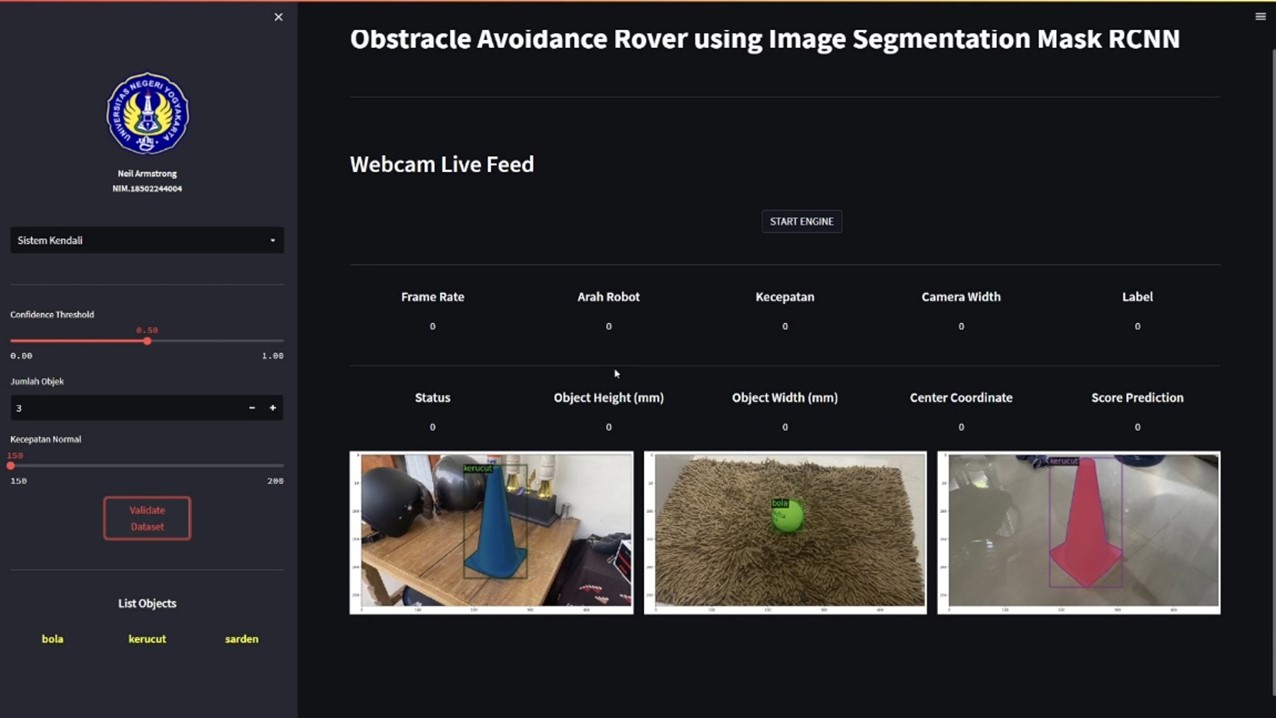 Obstracle Avoidance Rover using Image Segmentation Mask RCNN
UNIVERSITAS NEGERI YOGYAKARTA
Neil Armstrong
NIM.18502244004
Sistem Kendali
Confidence Threshold
0.50
0.00 1.00
Jumlah Objek
3
Kecepatan Normal
150
150 200
Validate
Dataset
List Objects
bola kerucut sarden
Webcam Live Feed
START ENGINE
Frame Rate Arah Robot Kecepatan Camera Width Label
0 0 0 0 0
Status Object Height (mm) Object Width (mm) Center Coordinate Score Prediction
0 0 0 0 0
kerucut
bola
kerucut